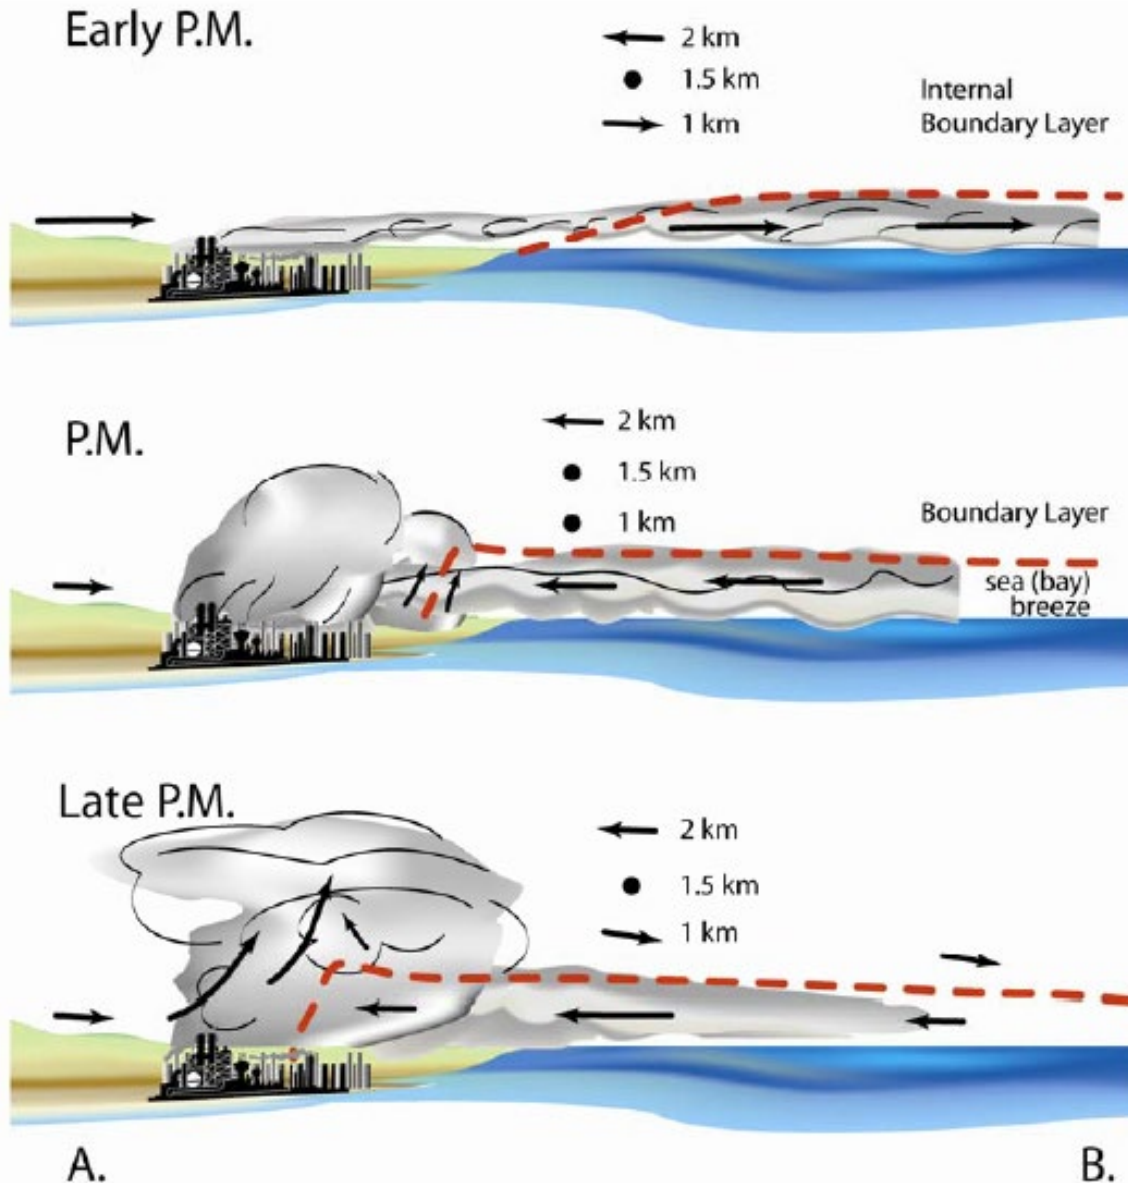 Early P.M.
2 km
1.5 km
1 km
Internal
Boundary Layer
P.M.
2 km
1.5 km
1 km
Boundary Layer
sea (bay)
breeze
Late P.M.
2 km
1.5 km
1 km
A.
B.